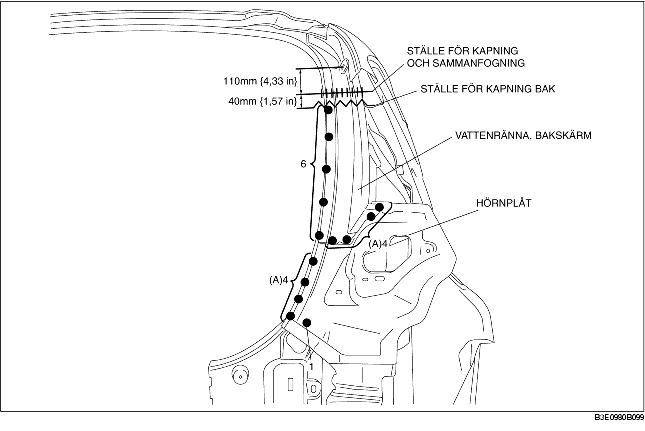 STÄLLE FÖR KAPNING
OCH SAMMANFOGNING
110mm {4,33 in}
STÄLLE FÖR KAPNING BAK
40mm {1,57 in}
VATTENRÄNNA, BAKSKÄRM
6
HÖRNPLÅT
(A)4
(A)4
1
B3E0980B099